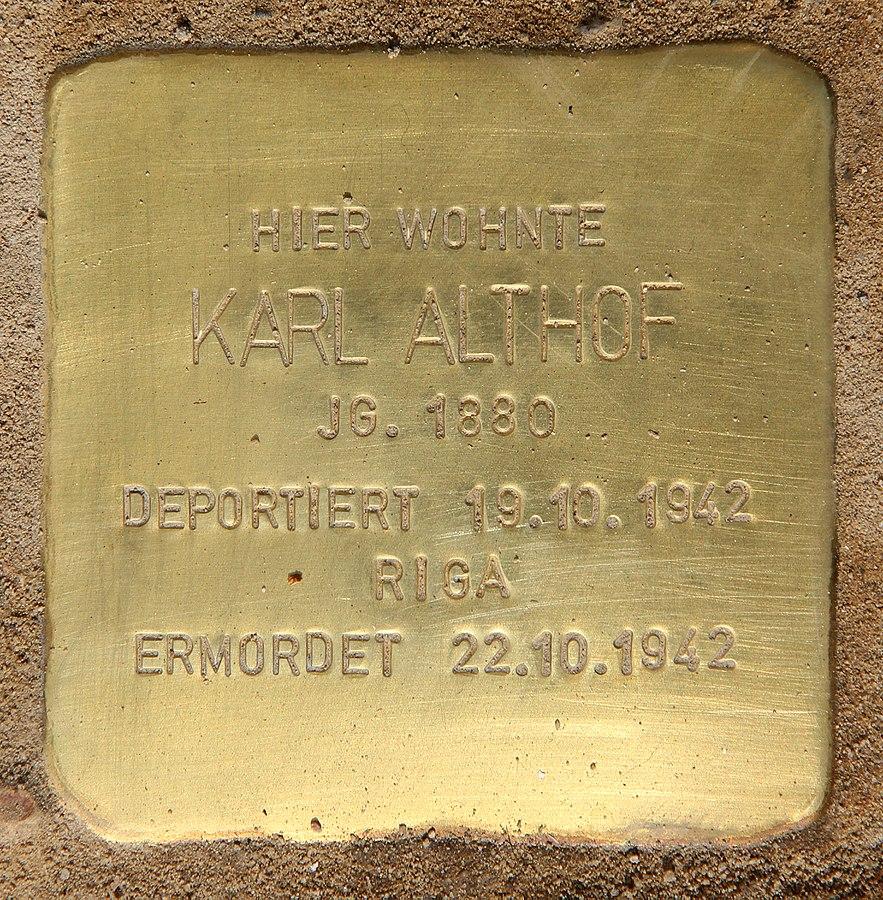 HIER WOHNTE
KARL ALTHOF
JG. 1880
DEPORTIERT 19.10.1942
RIGA
ERMORDET 22.10.1942